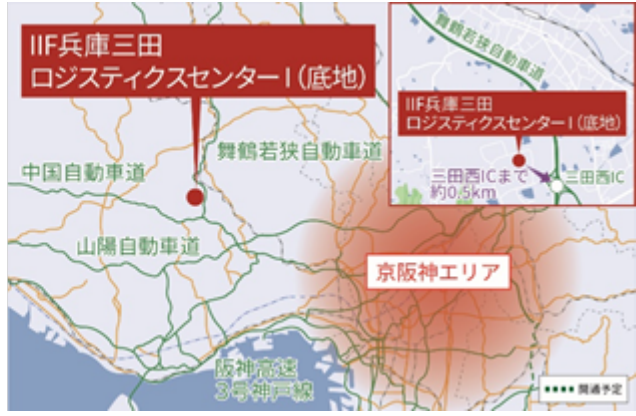 IIF兵庫三田
ロジスティクスセンターⅠ(底地)
舞鶴若狭自動車道
中国自動車道
山陽自動車道
京阪神エリア
阪神高速
3号神戸線
舞鶴若狭自動車道
IIF兵庫三田
ロジスティクスセンターⅠ(底地)
三田西ICまで
約0.5km
三田西IC
開通予定